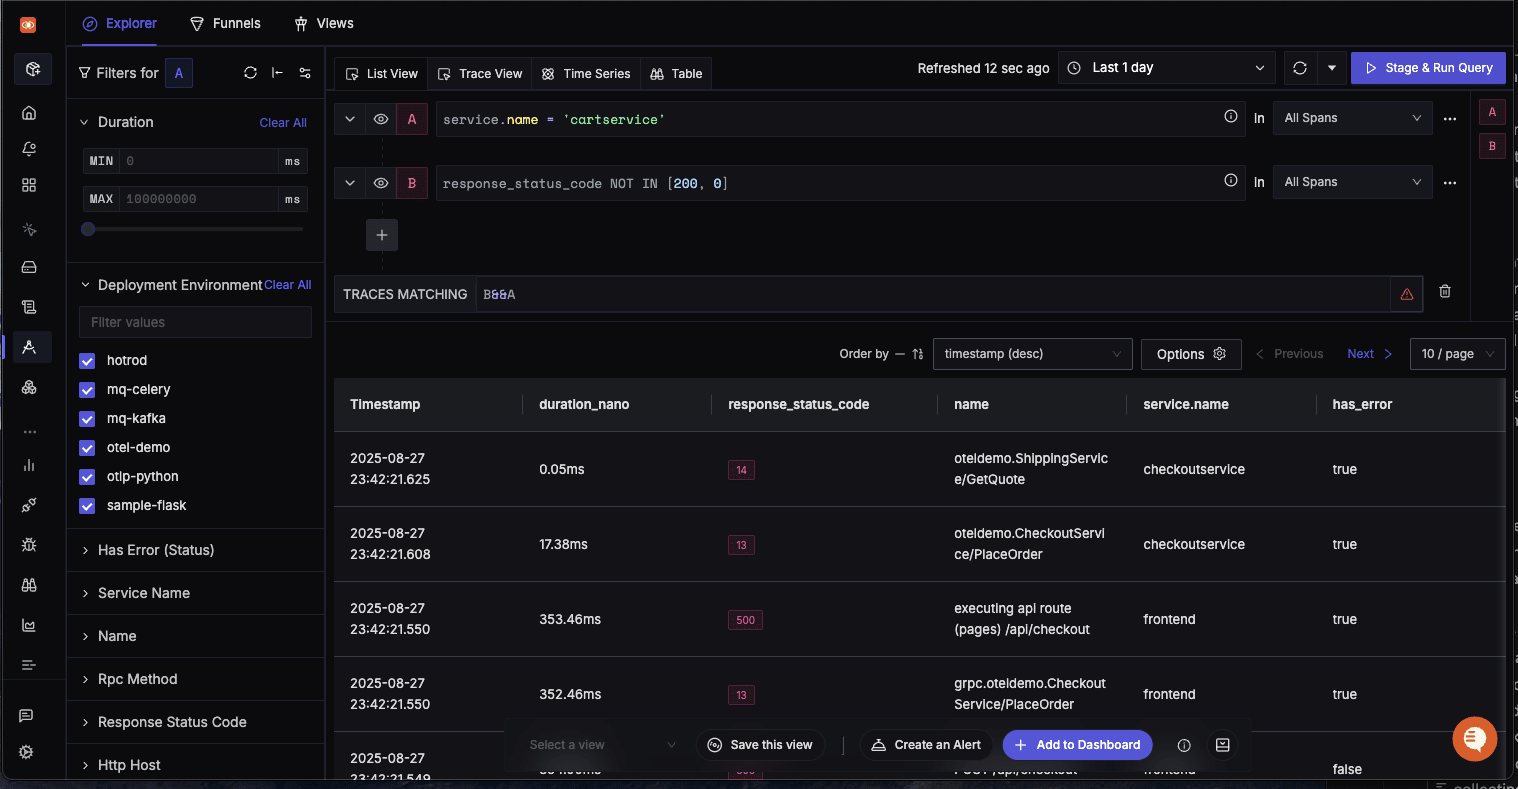 Explorer
Funnels
Views
Filters for
A
List View
Trace View
Time Series
Table
Refreshed 12 sec ago
Last 1 day
Stage & Run Query
Duration
Clear All
MIN 0 ms
MAX 100000000 ms
A
service.name = 'cartservice'
in
All Spans
A
B
B
response_status_code NOT IN [200, 0]
in
All Spans
+
TRACES MATCHING
B&&A
Deployment Environment
Clear All
Filter values
hotrod
mq-celery
mq-kafka
otel-demo
otlp-python
sample-flask
Has Error (Status)
Service Name
Name
Rpc Method
Response Status Code
Http Host
Order by
timestamp (desc)
Options
Previous
Next
10 / page
Timestamp duration_nano response_status_code name service.name has_error
2025-08-27
23:42:21.625
0.05ms
14
oteldemo.ShippingServic
e/GetQuote
checkoutservice
true
2025-08-27
23:42:21.608
17.38ms
13
oteldemo.CheckoutServi
ce/PlaceOrder
checkoutservice
true
2025-08-27
23:42:21.550
353.46ms
500
executing api route
(pages) /api/checkout
frontend
true
2025-08-27
23:42:21.550
352.46ms
13
grpc.oteldemo.Checkout
Service/PlaceOrder
frontend
true
2025-08-27
23:42:21.549
frontend
false
Select a view
Save this view
Create an Alert
Add to Dashboard